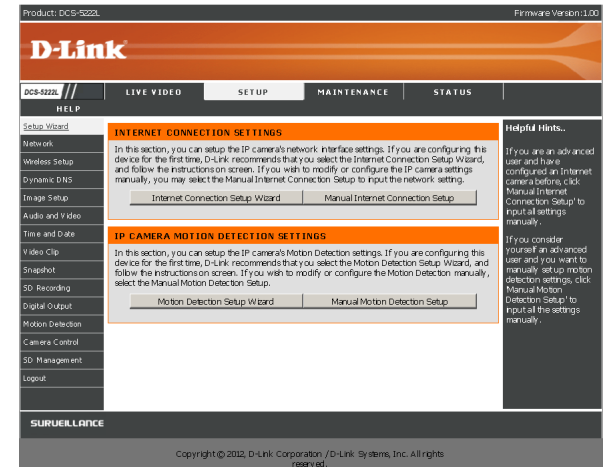 Product: DCS-5222L
Firmware Version:1.00
D-Link
DCS-5222L
LIVE VIDEO
SETUP
MAINTENANCE
STATUS
HELP
Setup Wizard
Network
Wireless Setup
Dynamic DNS
Image Setup
Audio and Video
Time and Date
Video Clip
Snapshot
SD Recording
Digital Output
Motion Detection
Camera Control
SD Management
Logout
INTERNET CONNECTION SETTINGS
In this section, you can setup the IP camera's network interface settings. If you are configuring this
device for the first time, D-Link recommends that you select the Internet Connection Setup Wizard,
and follow the instructions on screen. If you wish to modify or configure the IP camera settings
manually, you may select the Manual Internet Connection Setup to input the network setting.
Internet Connection Setup Wizard
Manual Internet Connection Setup
IP CAMERA MOTION DETECTION SETTINGS
In this section, you can setup the IP camera's Motion Detection settings. If you are configuring this
device for the first time, D-Link recommends that you select the Motion Detection Setup Wizard, and
follow the instructions on screen. If you wish to modify or configure the Motion Detection manually,
select the Manual Motion Detection Setup.
Motion Detection Setup Wizard
Manual Motion Detection Setup
Helpful Hints..
If you are an advanced
user and have
configured an Internet
camera before, click
'Manual Internet
Connection Setup' to
input all settings
manually.
If you consider
yourself an advanced
user and you want to
manually set up motion
detection settings, click
'Manual Motion
Detection Setup' to
input all the settings
manually.
SURVEILLANCE
Copyright © 2012, D-Link Corporation / D-Link Systems, Inc. All rights
reserved.